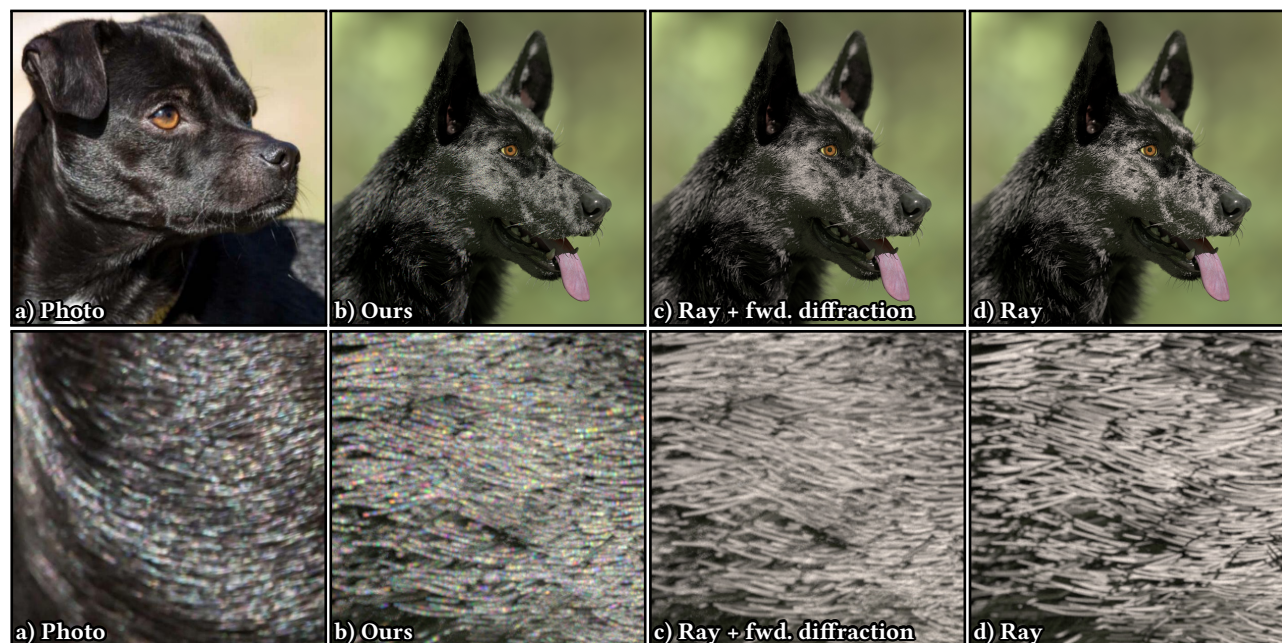 a) Photo
b) Ours
c) Ray + fwd. diffraction
d) Ray
a) Photo
b) Ours
c) Ray + fwd. diffraction
d) Ray